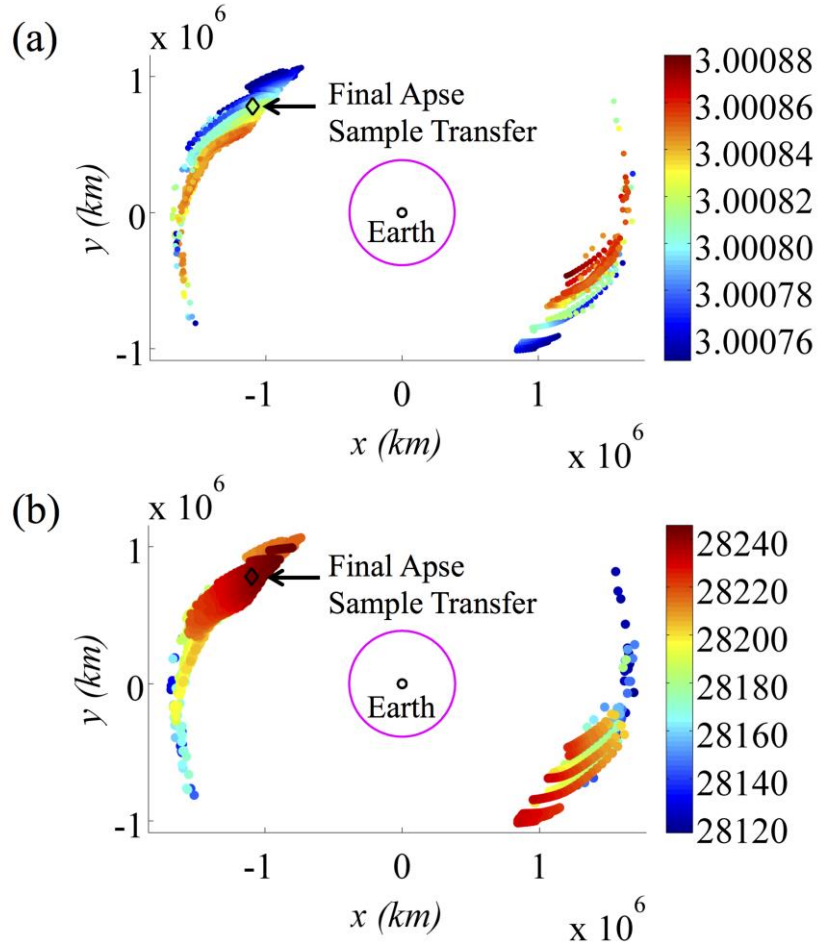 (a)
x 10^6
1
0
-1
y (km)
Final Apse
Sample Transfer
Earth
-1 0 1
x (km)
x 10^6
3.00088
3.00086
3.00084
3.00082
3.00080
3.00078
3.00076
(b)
x 10^6
1
0
-1
y (km)
Final Apse
Sample Transfer
Earth
-1 0 1
x (km)
x 10^6
28240
28220
28200
28180
28160
28140
28120